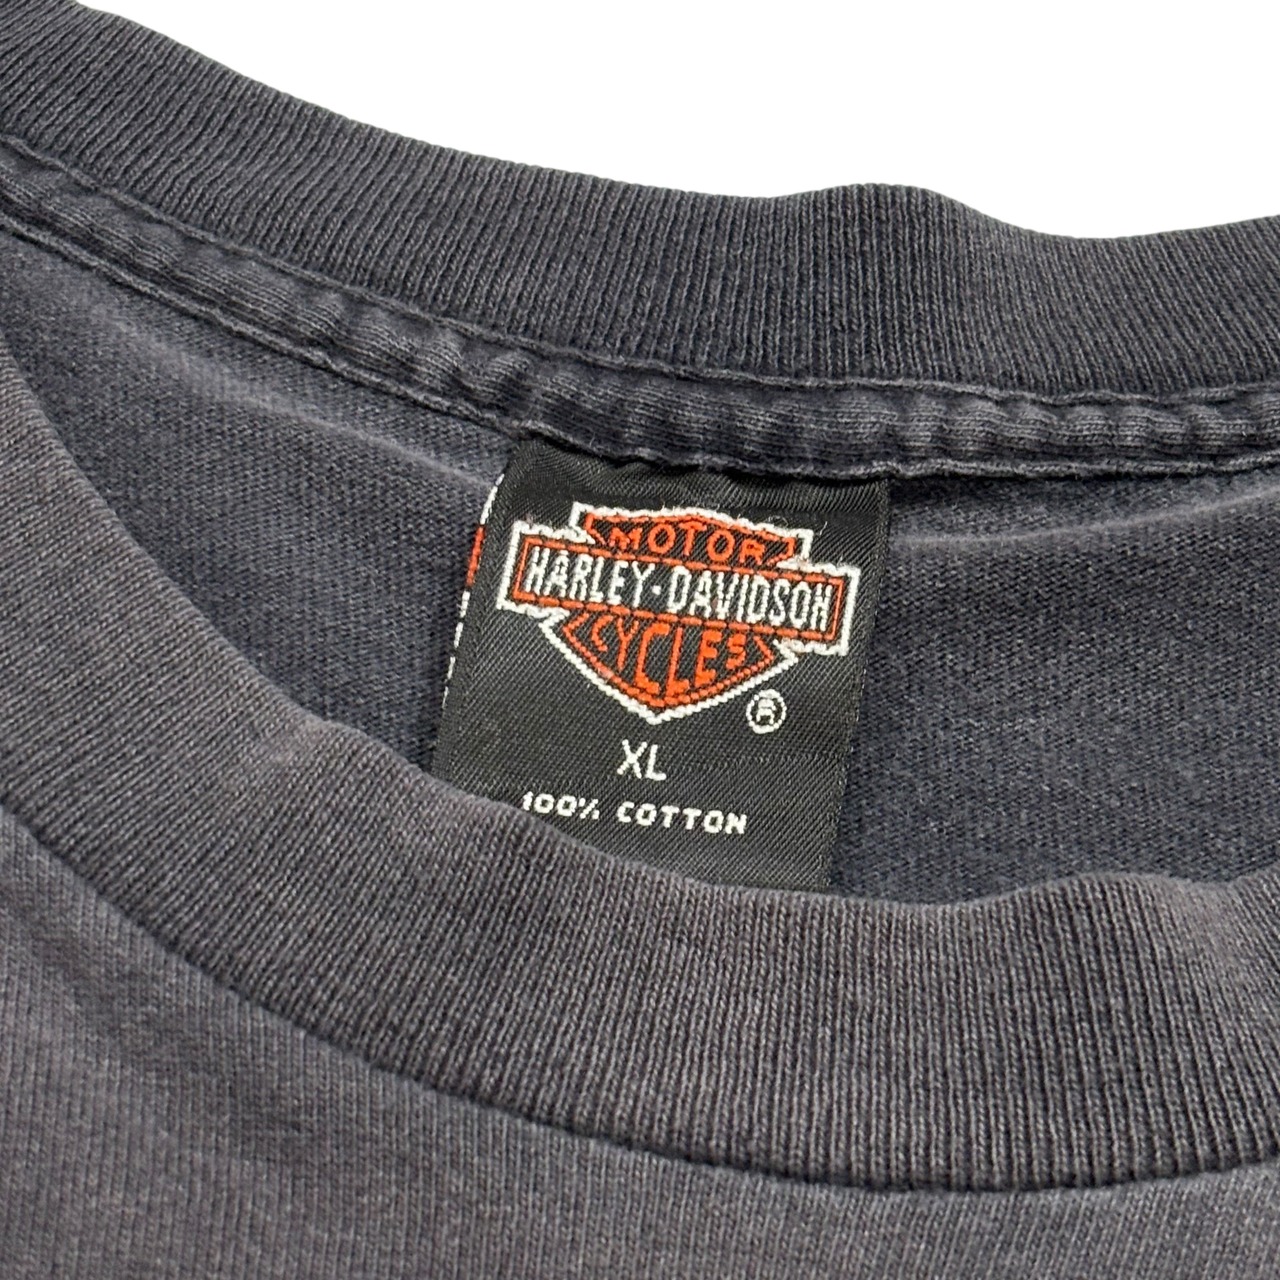 MOTOR
HARLEY-DAVIDSON
CYCLES
®
XL
100% COTTON